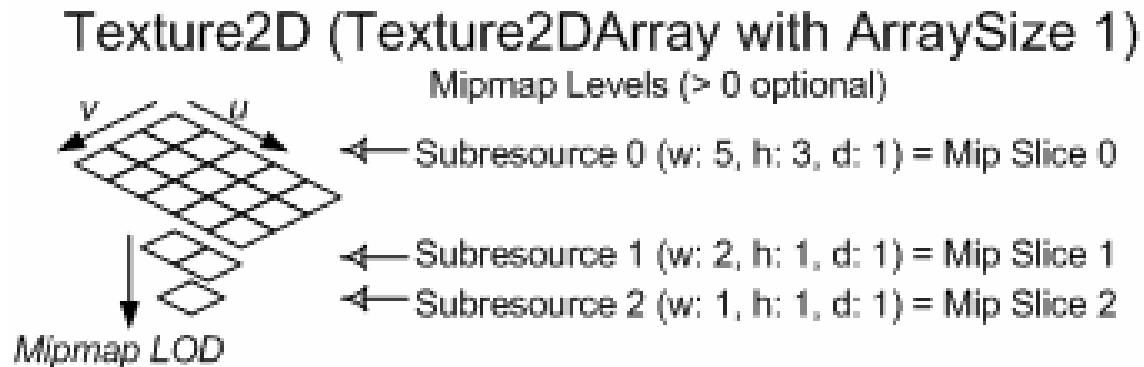 Texture2D (Texture2DArray with ArraySize 1)
Mipmap Levels (> 0 optional)
v u
Subresource 0 (w: 5, h: 3, d: 1) = Mip Slice 0
Subresource 1 (w: 2, h: 1, d: 1) = Mip Slice 1
Subresource 2 (w: 1, h: 1, d: 1) = Mip Slice 2
Mipmap LOD